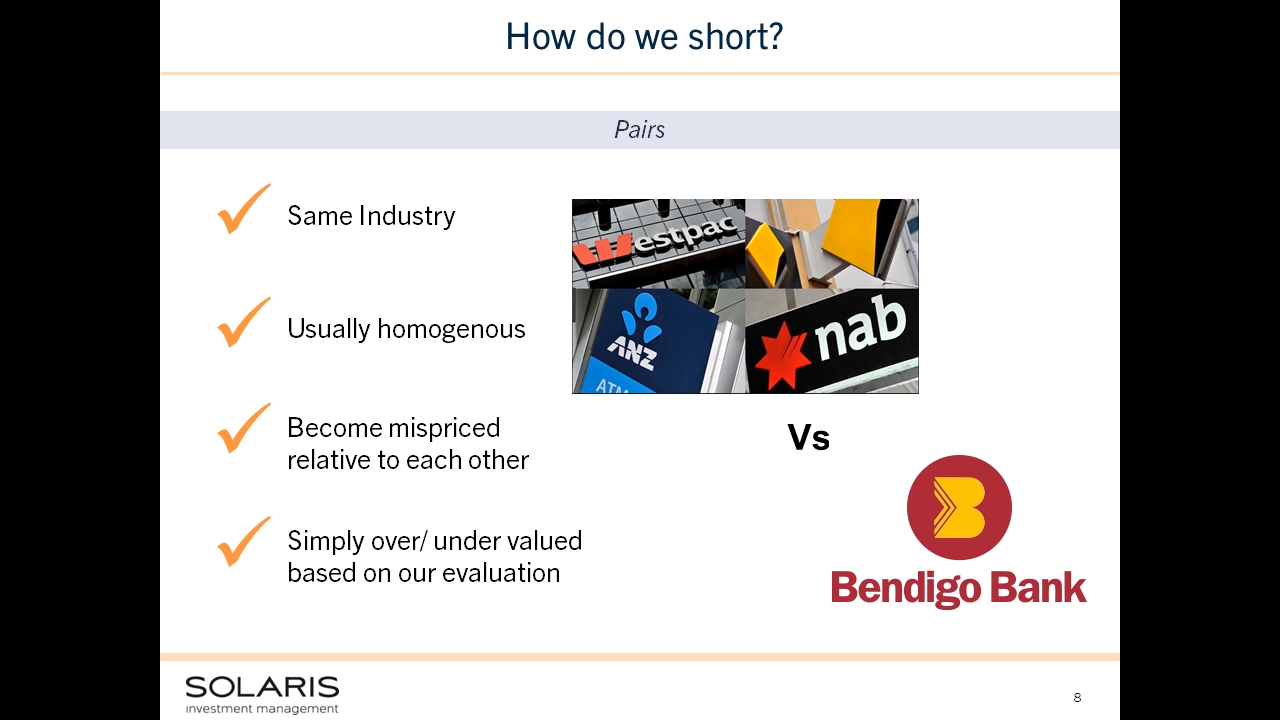 How do we short?
Pairs
Same Industry
Usually homogenous
Become mispriced
relative to each other
Simply over/ under valued
based on our evaluation
Westpac
ANZ
ATM
nab
Vs
Bendigo Bank
SOLARIS
investment management
8